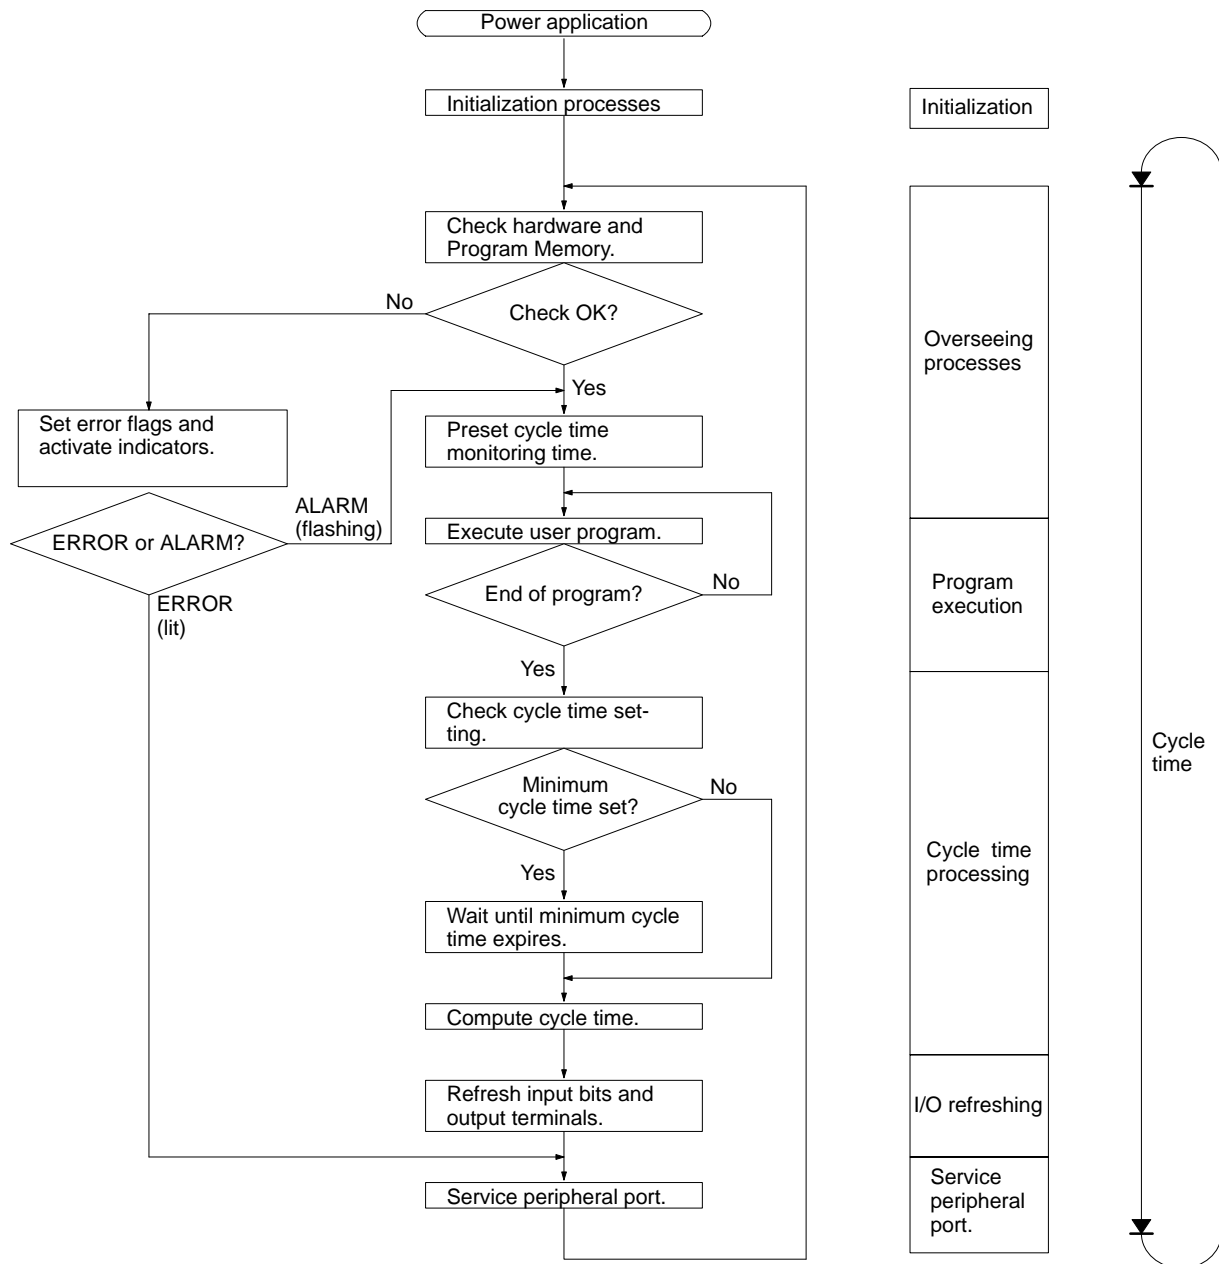 Power application
Initialization processes
Initialization
Check hardware and
Program Memory.
No
Check OK?
Yes
Set error flags and
activate indicators.
Preset cycle time
monitoring time.
Overseeing
processes
ERROR or ALARM?
ALARM
(flashing)
ERROR
(lit)
Execute user program.
End of program?
No
Yes
Program
execution
Check cycle time set-
ting.
Minimum
cycle time set?
No
Yes
Wait until minimum cycle
time expires.
Compute cycle time.
Cycle time
processing
Cycle
time
Refresh input bits and
output terminals.
I/O refreshing
Service peripheral port.
Service
peripheral
port.